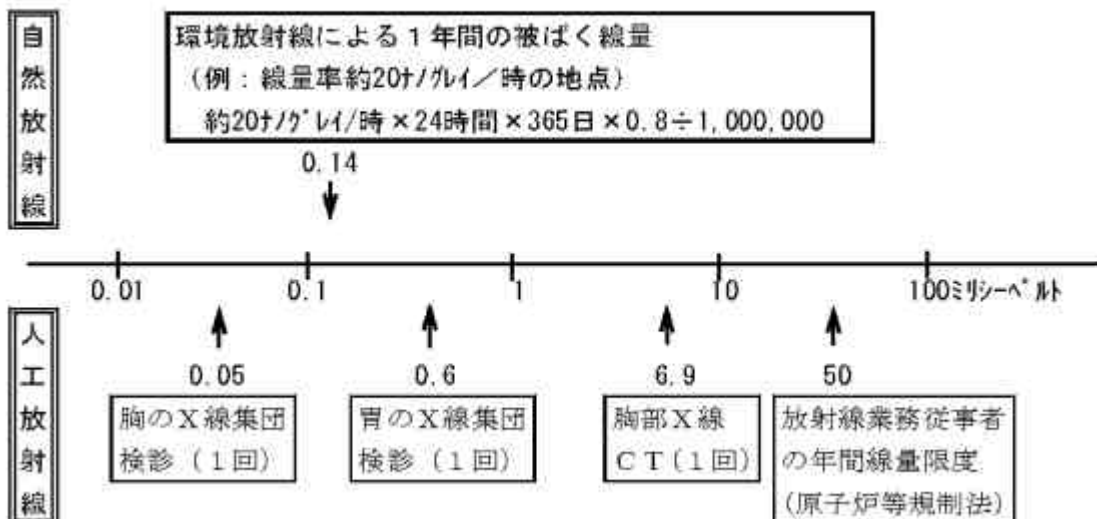 自然放射線
環境放射線による1年間の被ばく線量
（例：線量率約20ﾅﾉｸﾞﾚｲ／時の地点）
約20ﾅﾉｸﾞﾚｲ/時×24時間×365日×0.8÷1,000,000
0.14
0.01 0.1 1 10 100ﾐﾘｼｰﾍﾞﾙﾄ
人工放射線
0.05
胸のX線集団
検診（1回）
0.6
胃のX線集団
検診（1回）
6.9
胸部X線
CT(1回)
50
放射線業務従事者
の年間線量限度
(原子炉等規制法)